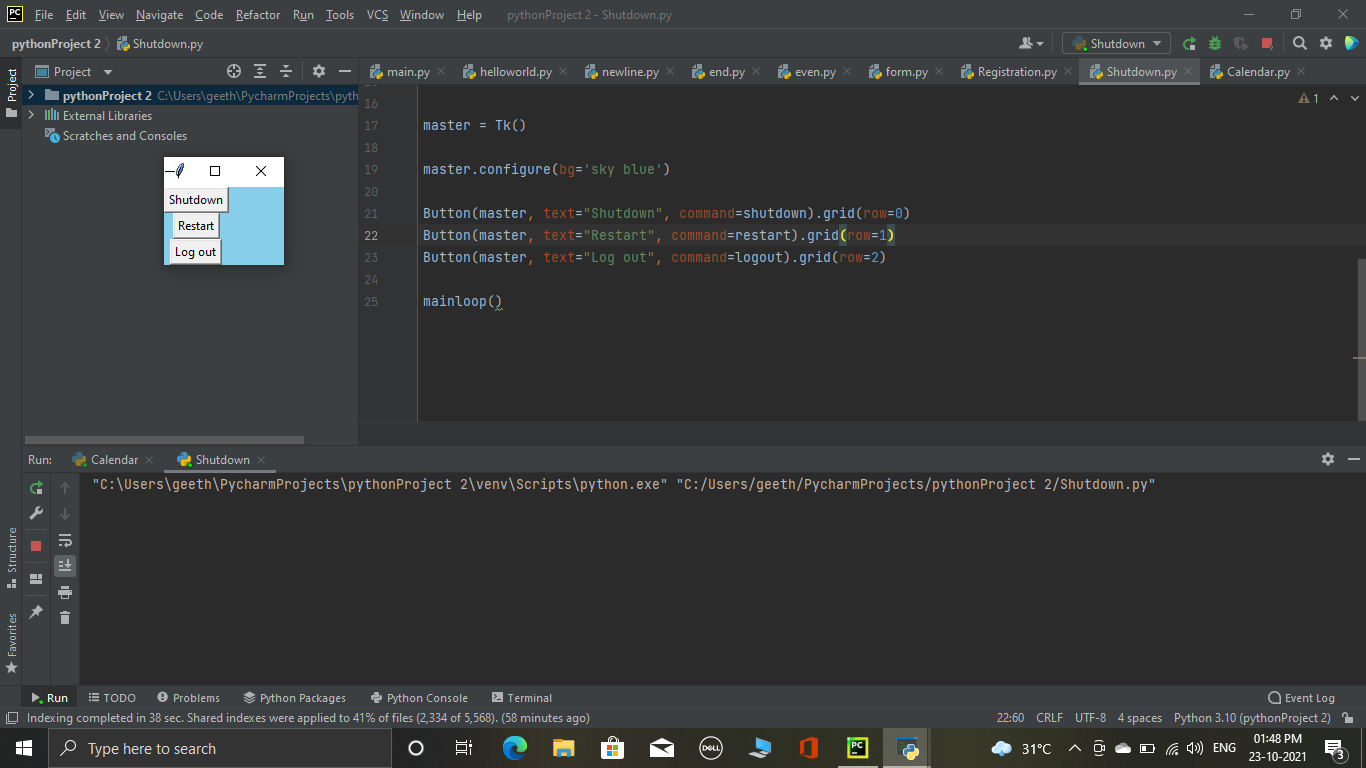 PC File Edit View Navigate Code Refactor Run Tools VCS Window Help pythonProject 2 - Shutdown.py
pythonProject 2 Shutdown.py Shutdown
Project main.py helloworld.py newline.py end.py even.py form.py Registration.py Shutdown.py Calendar.py
Project
pythonProject 2 C:\Users\geeth\PycharmProjects\pyth
External Libraries
Scratches and Consoles
Shutdown
Restart
Log out
1
16
17 master = Tk()
18
19 master.configure(bg='sky blue')
20
21 Button(master, text="Shutdown", command=shutdown).grid(row=0)
22 Button(master, text="Restart", command=restart).grid(row=1)
23 Button(master, text="Log out", command=logout).grid(row=2)
24
25 mainloop()
Run: Calendar Shutdown
"C:\Users\geeth\PycharmProjects\pythonProject 2\venv\Scripts\python.exe" "C:/Users/geeth/PycharmProjects/pythonProject 2/Shutdown.py"
Structure
Favorites
Run TODO Problems Python Packages Python Console Terminal Event Log
Indexing completed in 38 sec. Shared indexes were applied to 41% of files (2,334 of 5,568). (58 minutes ago) 22:60 CRLF UTF-8 4 spaces Python 3.10 (pythonProject 2)
Type here to search DELL PC 31°C ENG 01:48 PM
23-10-2021 3